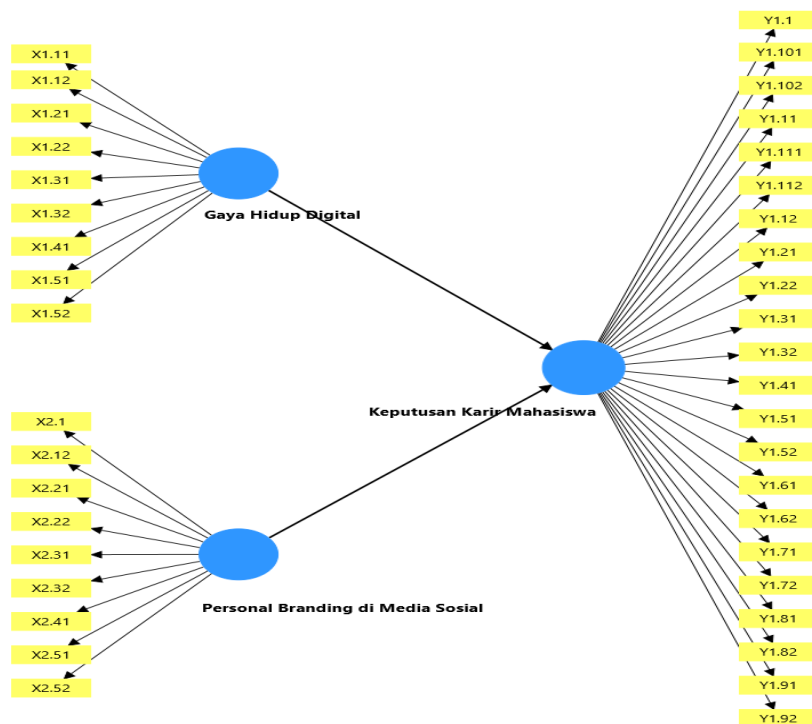 X1.11
X1.12
X1.21
X1.22
X1.31
X1.32
X1.41
X1.51
X1.52
Gaya Hidup Digital
X2.1
X2.12
X2.21
X2.22
X2.31
X2.32
X2.41
X2.51
X2.52
Personal Branding di Media Sosial
Keputusan Karir Mahasiswa
Y1.1
Y1.101
Y1.102
Y1.11
Y1.111
Y1.112
Y1.12
Y1.21
Y1.22
Y1.31
Y1.32
Y1.41
Y1.51
Y1.52
Y1.61
Y1.62
Y1.71
Y1.72
Y1.81
Y1.82
Y1.91
Y1.92